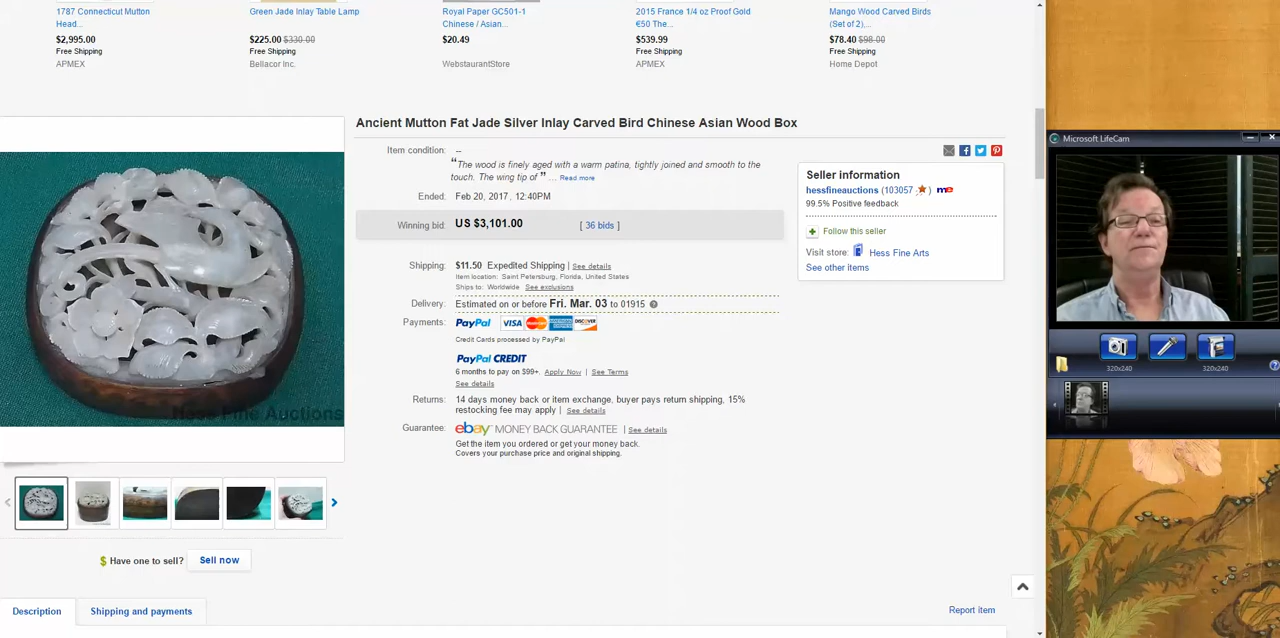 1787 Connecticut Mutton
Head...
$2,995.00
Free Shipping
APMEX
Green Jade Inlay Table Lamp
$225.00 $330.00
Free Shipping
Bellacor Inc.
Royal Paper GC501-1
Chinese / Asian...
$20.49
WebstaurantStore
2015 France 1/4 oz Proof Gold
€50 The...
$539.99
Free Shipping
APMEX
Mango Wood Carved Birds
(Set of 2),...
$78.40 $98.00
Free Shipping
Home Depot
Ancient Mutton Fat Jade Silver Inlay Carved Bird Chinese Asian Wood Box
Item condition: --
“The wood is finely aged with a warm patina, tightly joined and smooth to the
touch. The wing tip of ” ... Read more
Ended: Feb 20, 2017 , 12:40PM
Winning bid: US $3,101.00 [ 36 bids ]
Shipping: $11.50 Expedited Shipping | See details
Item location: Saint Petersburg, Florida, United States
Ships to: Worldwide See exclusions
Delivery: Estimated on or before Fri. Mar. 03 to 01915
Payments: PayPal VISA MasterCard AMERICAN EXPRESS DISCOVER
Credit Cards processed by PayPal
PayPal CREDIT
6 months to pay on $99+. Apply Now | See Terms
See details
Returns: 14 days money back or item exchange, buyer pays return shipping, 15%
restocking fee may apply | See details
Guarantee: ebay MONEY BACK GUARANTEE | See details
Get the item you ordered or get your money back.
Covers your purchase price and original shipping.
Seller information
hessfineauctions (103057 ) me
99.5% Positive feedback
Follow this seller
Visit store: Hess Fine Arts
See other items
Hess Fine Auctions
$ Have one to sell? Sell now
Description
Shipping and payments
Report item
Microsoft LifeCam
320x240
320x240